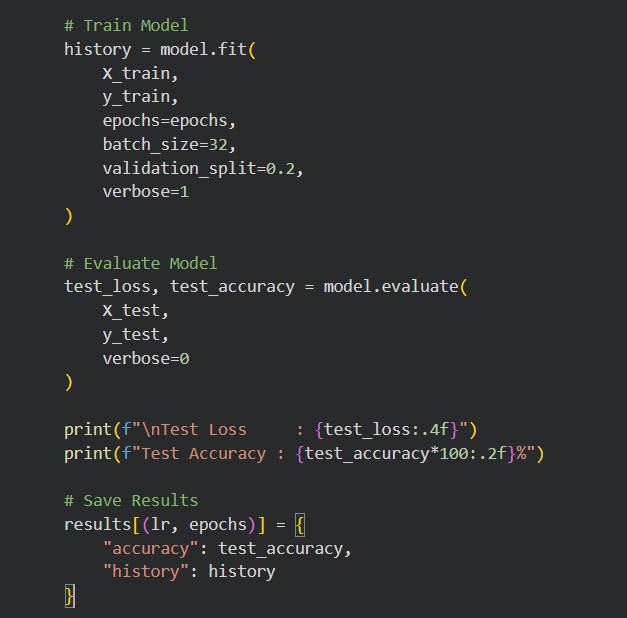 # Train Model
history = model.fit(
    X_train,
    y_train,
    epochs=epochs,
    batch_size=32,
    validation_split=0.2,
    verbose=1
)
# Evaluate Model
test_loss, test_accuracy = model.evaluate(
    X_test,
    y_test,
    verbose=0
)
print(f"\nTest Loss     : {test_loss:.4f}")
print(f"Test Accuracy : {test_accuracy*100:.2f}%")
# Save Results
results[(lr, epochs)] = {
    "accuracy": test_accuracy,
    "history": history
}